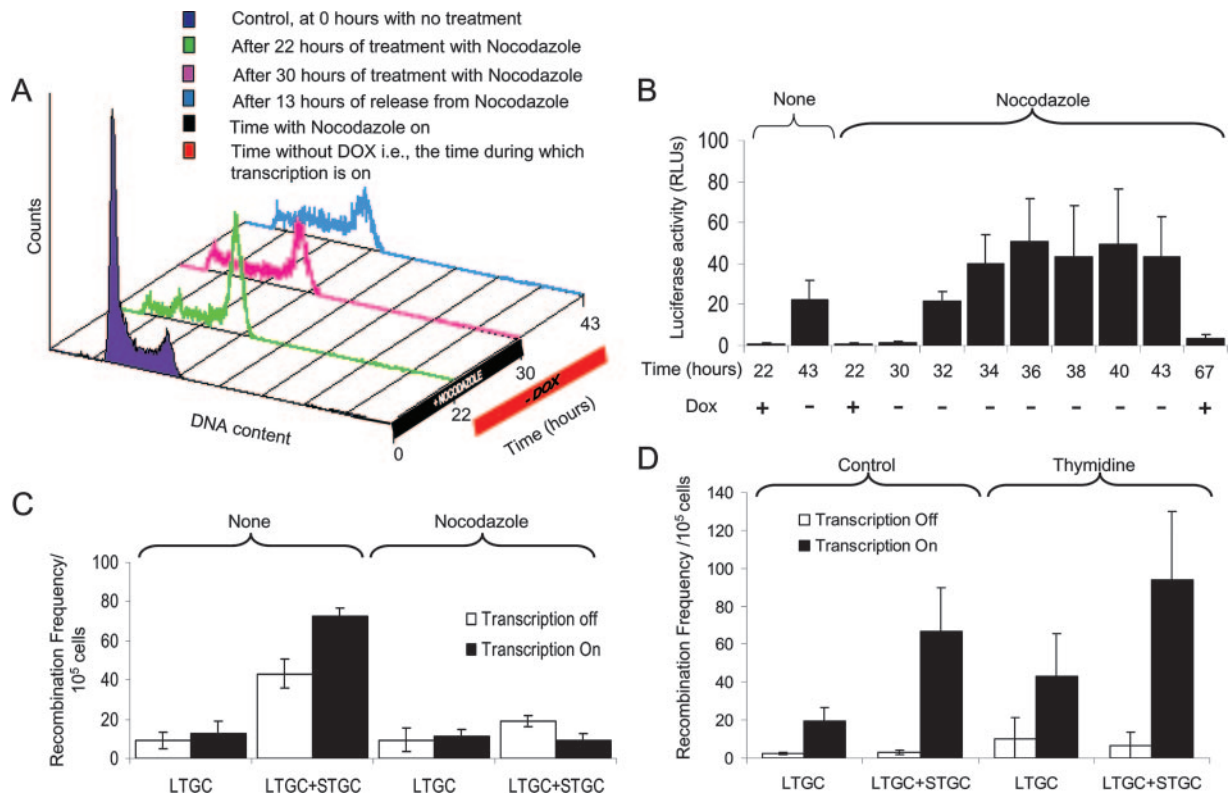 A
Control, at 0 hours with no treatment
After 22 hours of treatment with Nocodazole
After 30 hours of treatment with Nocodazole
After 13 hours of release from Nocodazole
Time with Nocodazole on
Time without DOX i.e., the time during which
transcription is on
Counts
DNA content
0
22
30
43
+ NOCODAZOLE
- DOX
Time (hours)
B
None
Nocodazole
Luciferase activity (RLUs)
100
80
60
40
20
0
Time (hours) 22 43 22 30 32 34 36 38 40 43 67
Dox + - + - - - - - - - +
C
None
Nocodazole
Recombination Frequency/
10⁵ cells
100
80
60
40
20
0
Transcription off
Transcription On
LTGC LTGC+STGC LTGC LTGC+STGC
D
Control
Thymidine
Recombination Frequency /10⁵ cells
140
120
100
80
60
40
20
0
Transcription Off
Transcription On
LTGC LTGC+STGC LTGC LTGC+STGC